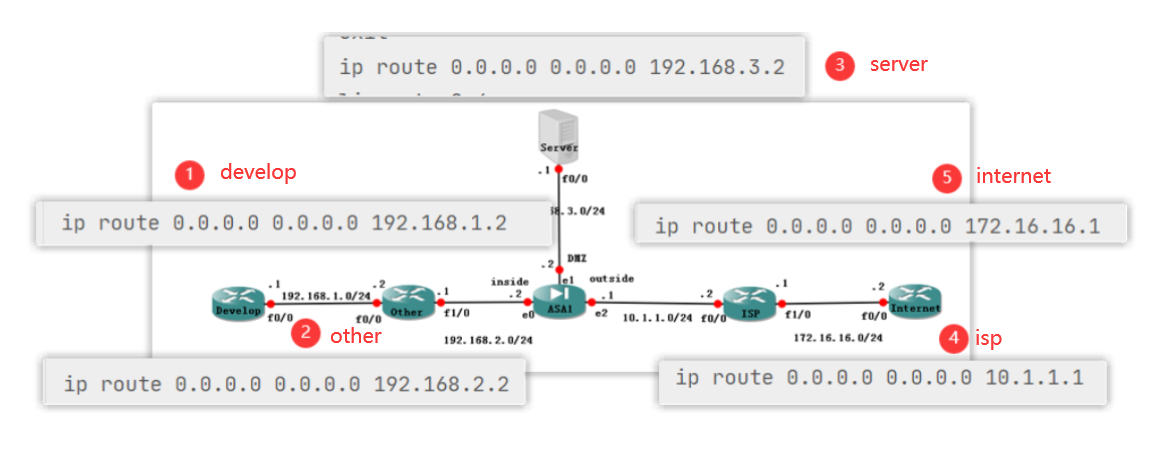 ip route 0.0.0.0 0.0.0.0 192.168.3.2
3 server
Server
.1
f0/0
1 develop
5 internet
ip route 0.0.0.0 0.0.0.0 192.168.1.2
8.3.0/24
ip route 0.0.0.0 0.0.0.0 172.16.16.1
.2 DMZ
e1
inside
outside
.1 192.168.1.0/24 .2
.1
.2
.1
.2
.1
.2
Develop
Other
ASA1
ISP
Internet
f0/0
f0/0
f1/0
e0
e2
10.1.1.0/24
f0/0
f1/0
f0/0
2 other
192.168.2.0/24
172.16.16.0/24
4 isp
ip route 0.0.0.0 0.0.0.0 192.168.2.2
ip route 0.0.0.0 0.0.0.0 10.1.1.1